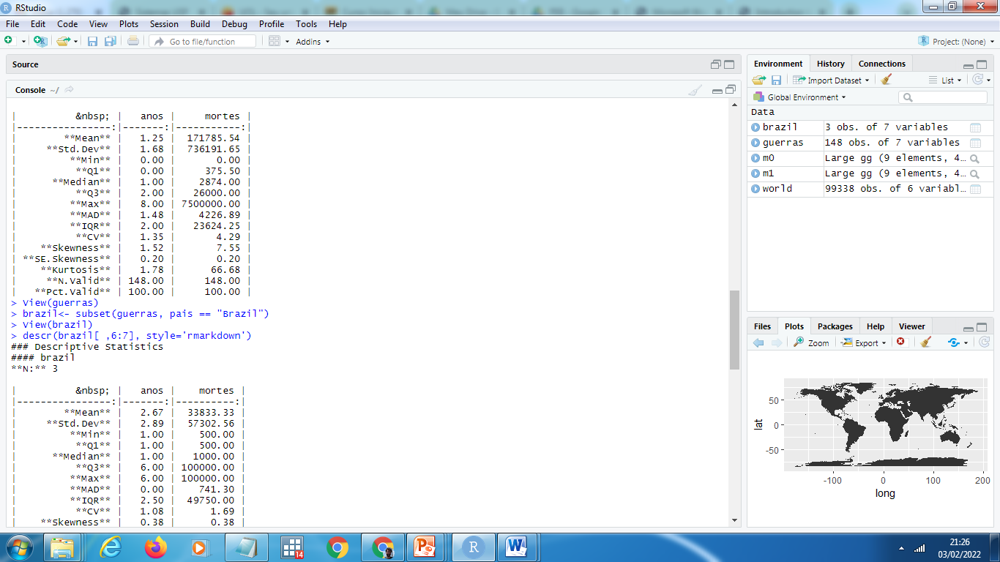 RStudio
File Edit Code View Plots Session Build Debug Profile Tools Help
Go to file/function Addins Project: (None)
Source
Console ~/
| &nbsp; | anos | mortes |
|----------------:|-------:|-----------:|
| **Mean** | 1.25 | 171785.54 |
| **Std.Dev** | 1.68 | 736191.65 |
| **Min** | 0.00 | 0.00 |
| **Q1** | 0.00 | 375.50 |
| **Median** | 1.00 | 2874.00 |
| **Q3** | 2.00 | 26000.00 |
| **Max** | 8.00 | 7500000.00 |
| **MAD** | 1.48 | 4226.89 |
| **IQR** | 2.00 | 23624.25 |
| **CV** | 1.35 | 4.29 |
| **Skewness** | 1.52 | 7.55 |
| **SE.Skewness** | 0.20 | 0.20 |
| **Kurtosis** | 1.78 | 66.68 |
| **N.Valid** | 148.00 | 148.00 |
| **Pct.Valid** | 100.00 | 100.00 |
> View(guerras)
> brazil<- subset(guerras, pais == "Brazil")
> View(brazil)
> descr(brazil[ ,6:7], style='rmarkdown')
### Descriptive Statistics
#### brazil
**N:** 3
| &nbsp; | anos | mortes |
|----------------:|-------:|----------:|
| **Mean** | 2.67 | 33833.33 |
| **Std.Dev** | 2.89 | 57302.56 |
| **Min** | 1.00 | 500.00 |
| **Q1** | 1.00 | 500.00 |
| **Median** | 1.00 | 1000.00 |
| **Q3** | 6.00 | 100000.00 |
| **Max** | 6.00 | 100000.00 |
| **MAD** | 0.00 | 741.30 |
| **IQR** | 2.50 | 49750.00 |
| **CV** | 1.08 | 1.69 |
| **Skewness** | 0.38 | 0.38 |
Environment History Connections
Import Dataset List
Global Environment
Data
brazil 3 obs. of 7 variables
guerras 148 obs. of 7 variables
m0 Large gg (9 elements, 4…
m1 Large gg (9 elements, 4…
world 99338 obs. of 6 variabl…
Files Plots Packages Help Viewer
Zoom Export
50
0
-50
lat
-100 0 100 200
long
14
21:26
03/02/2022